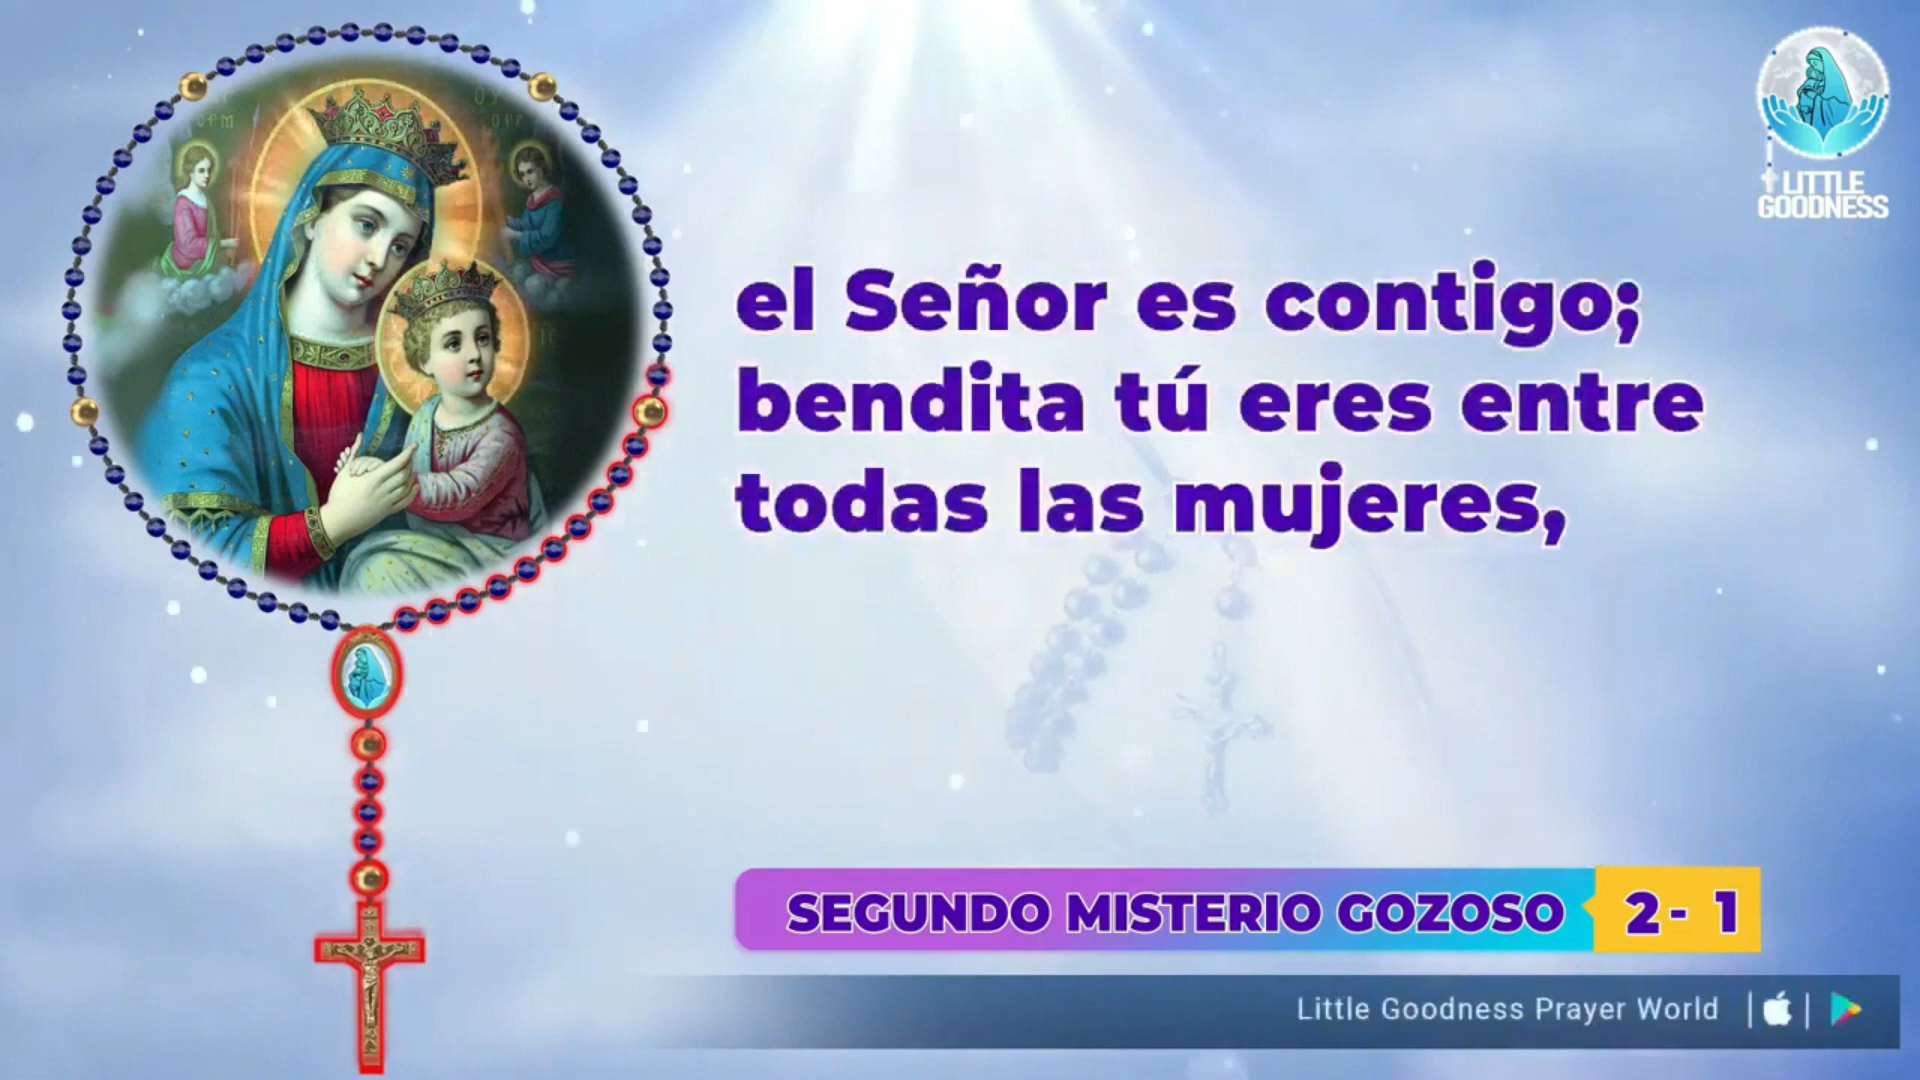 LITTLE
GOODNESS
el Señor es contigo;
bendita tú eres entre
todas las mujeres,
SEGUNDO MISTERIO GOZOSO 2- 1
Little Goodness Prayer World